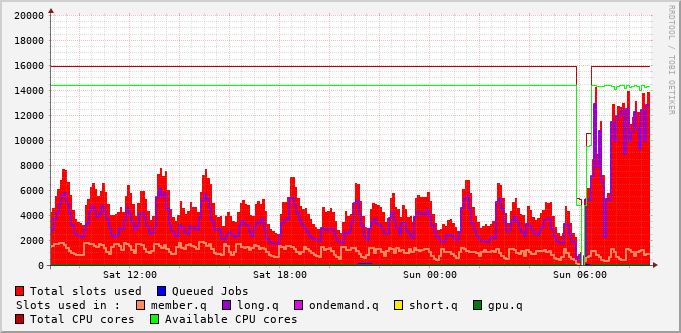 20000
18000
16000
14000
12000
10000
8000
6000
4000
2000
0
Sat 12:00 Sat 18:00 Sun 00:00 Sun 06:00
RRDTOOL / TOBI OETIKER
Total slots used Queued Jobs
Slots used in : member.q long.q ondemand.q short.q gpu.q
Total CPU cores Available CPU cores